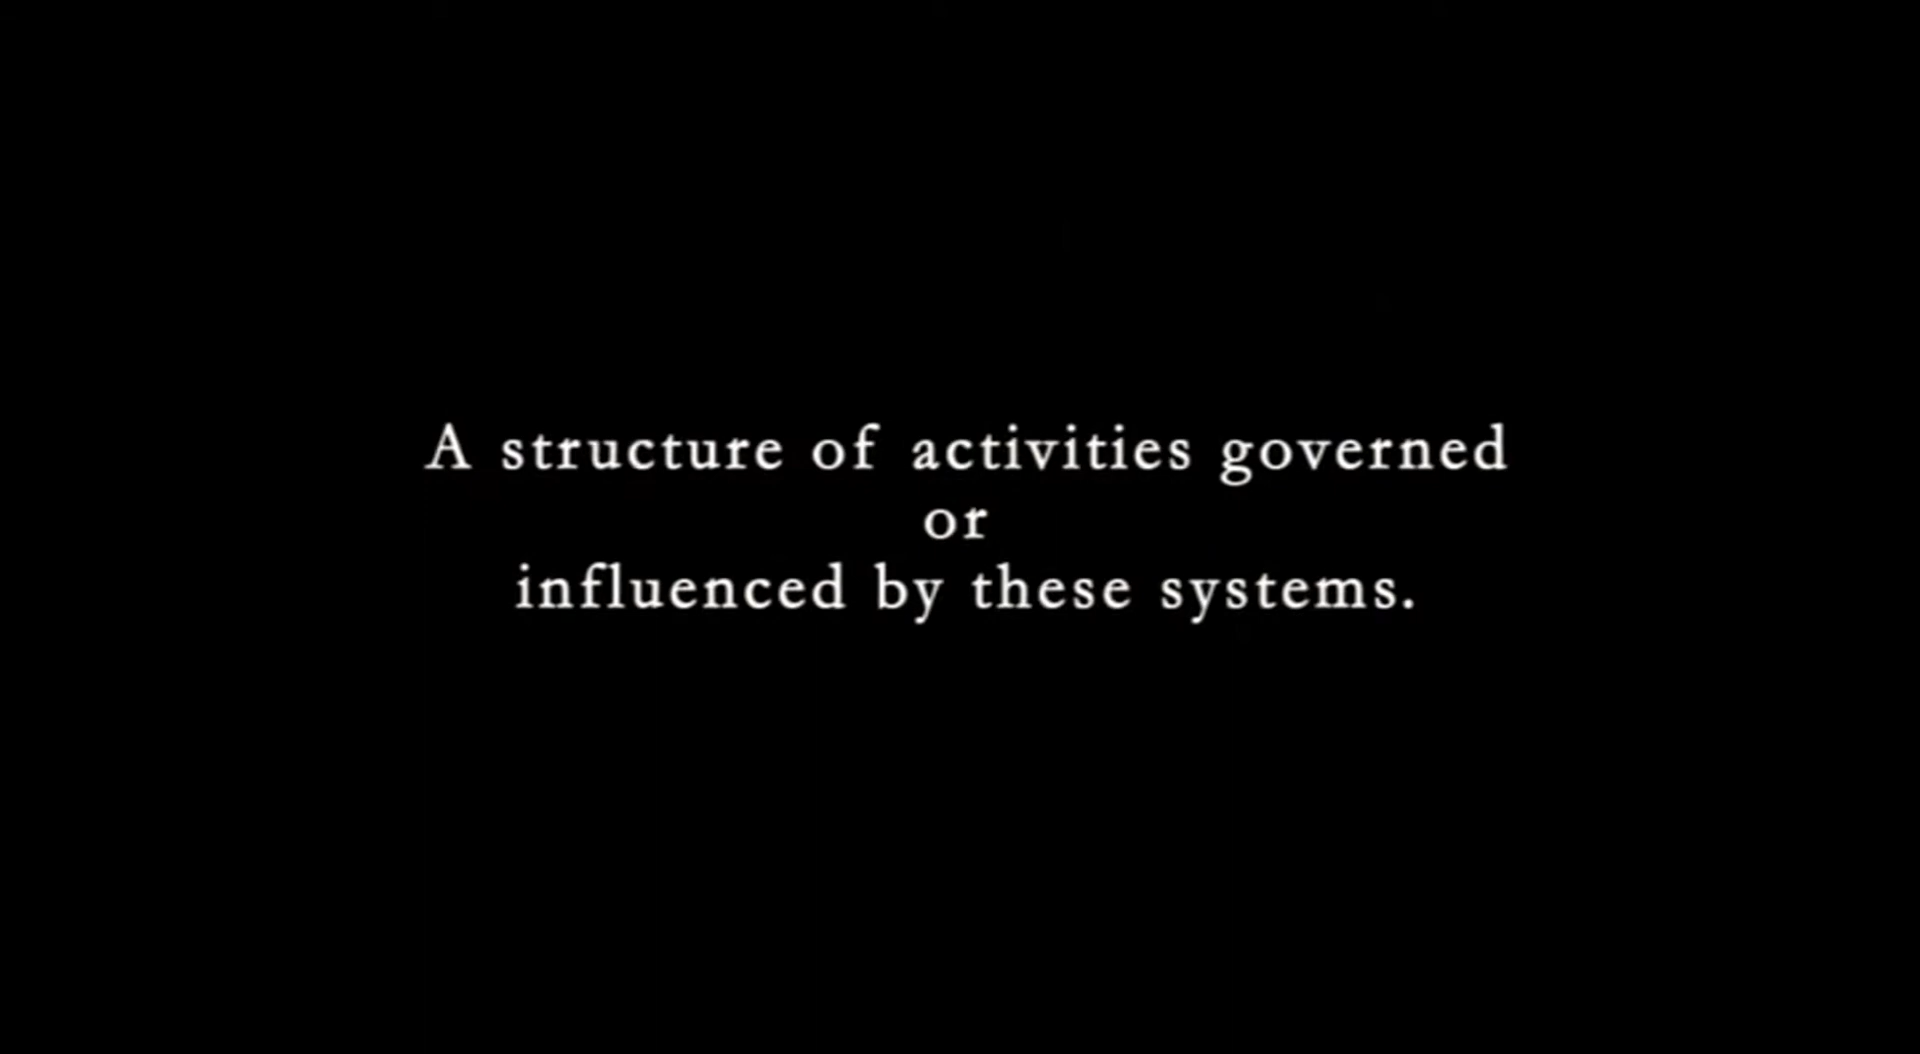 A structure of activities governed
or
influenced by these systems.